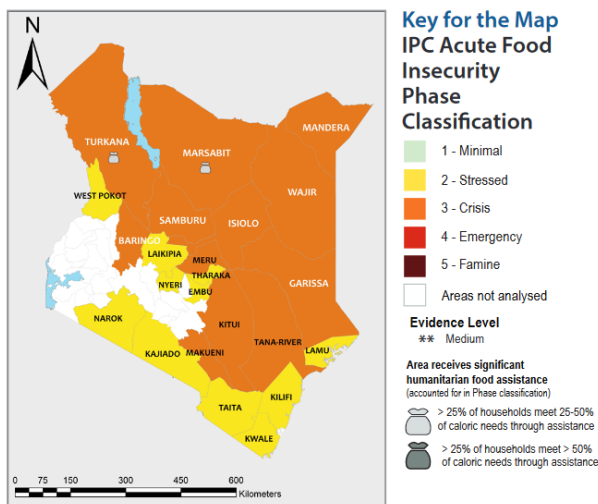 N
TURKANA
MARSABIT
MANDERA
WEST POKOT
WAJIR
SAMBURU
ISIOLO
BARINGO
LAIKIPIA
MERU
THARAKA
NYERI
EMBU
GARISSA
NAROK
KITUI
KAJIADO
MAKUENI
TANA-RIVER
LAMU
TAITA
KILIFI
KWALE
0 75 150 300 450 600
Kilometers
Key for the Map
IPC Acute Food
Insecurity
Phase
Classification
1 - Minimal
2 - Stressed
3 - Crisis
4 - Emergency
5 - Famine
Areas not analysed
Evidence Level
** Medium
Area receives significant
humanitarian food assistance
(accounted for in Phase classification)
> 25% of households meet 25-50%
of caloric needs through assistance
> 25% of households meet > 50%
of caloric needs through assistance